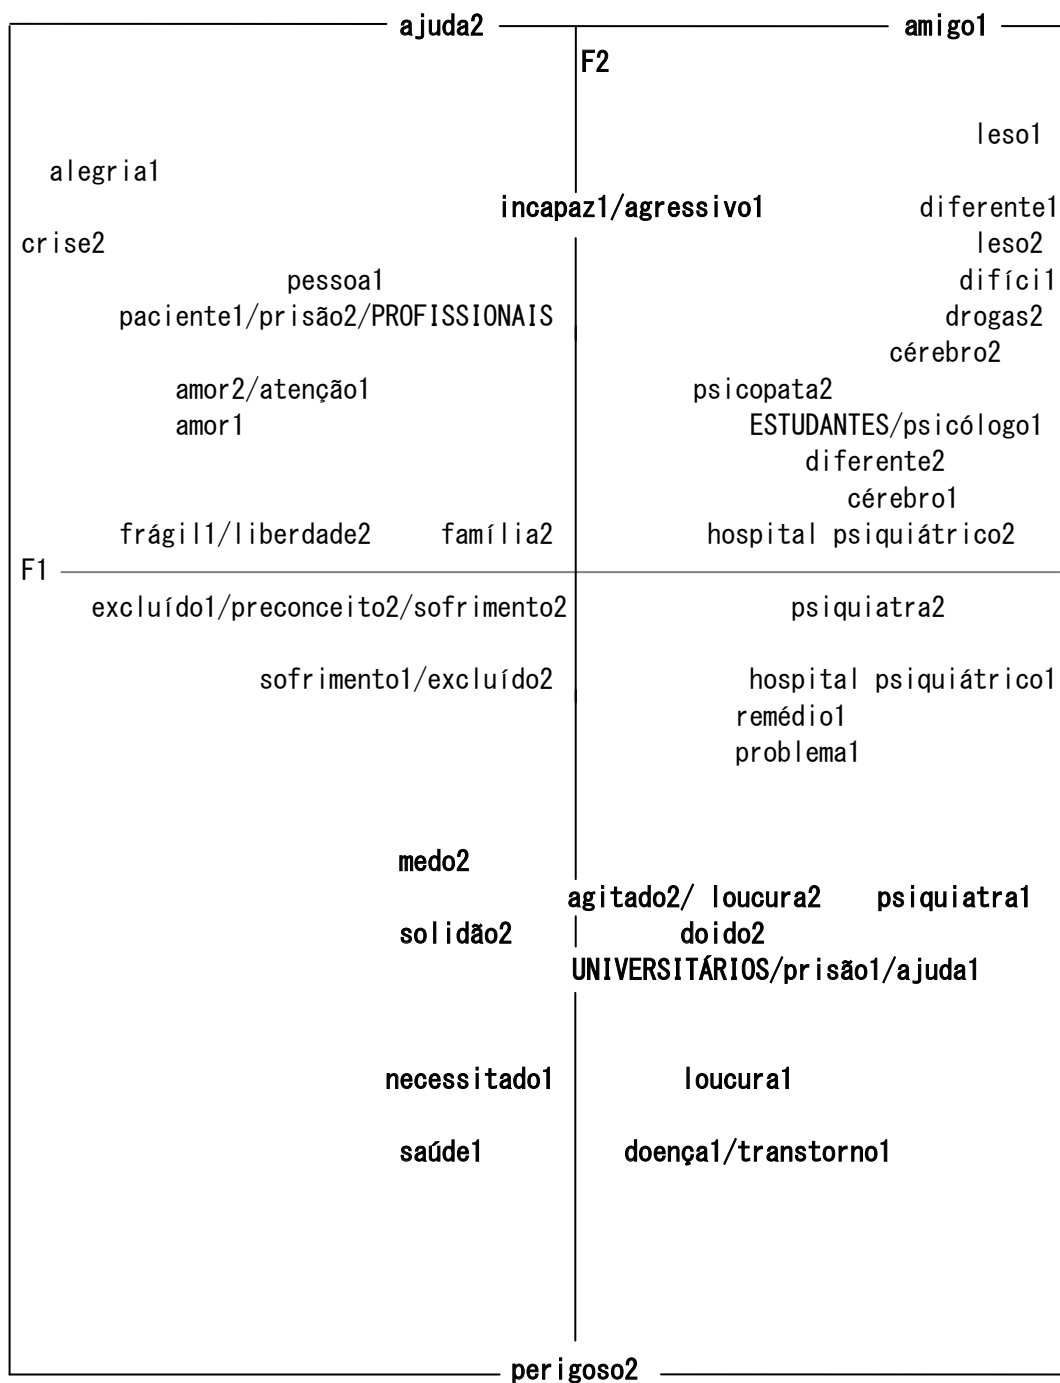 ajuda2 amigo1
F2
leso1
alegria1
incapaz1/agressivo1 diferente1
crise2 leso2
pessoa1 difíci1
paciente1/prisão2/PROFISSIONAIS drogas2
cérebro2
amor2/atenção1 psicopata2
amor1 ESTUDANTES/psicólogo1
diferente2
cérebro1
frágil1/liberdade2 família2 hospital psiquiátrico2
F1
excluído1/preconceito2/sofrimento2 psiquiatra2
sofrimento1/excluído2 hospital psiquiátrico1
remédio1
problema1
medo2
agitado2/ loucura2 psiquiatra1
solidão2 doido2
UNIVERSITÁRIOS/prisão1/ajuda1
necessitado1 loucura1
saúde1 doença1/transtorno1
perigoso2